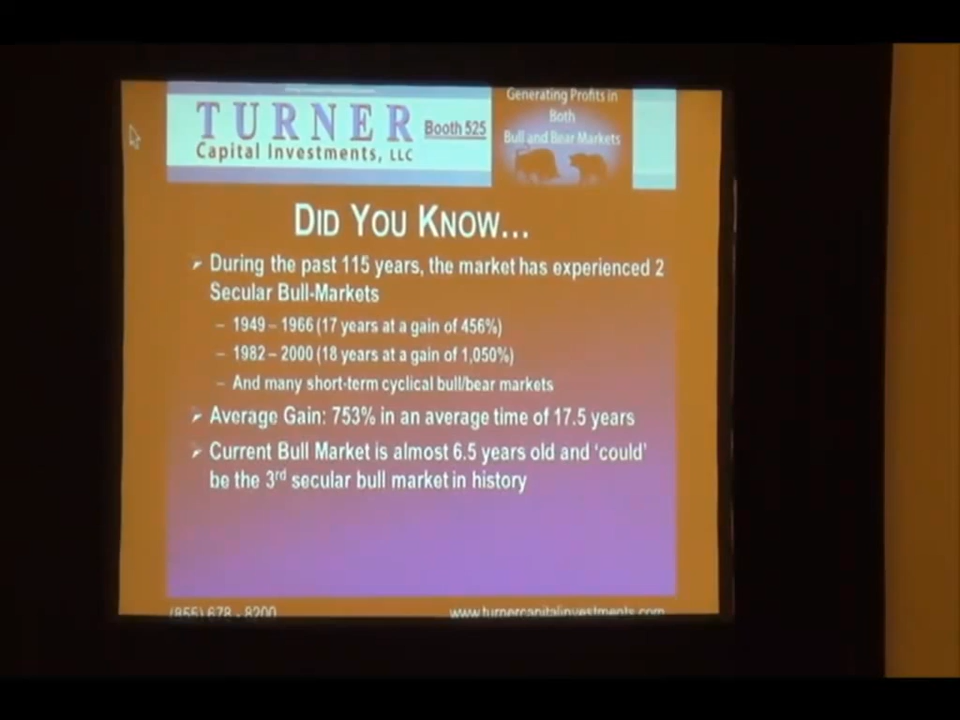 TURNER
Capital Investments, LLC
Booth 525
Generating Profits in
Both
Bull and Bear Markets
DID YOU KNOW...
➢ During the past 115 years, the market has experienced 2
Secular Bull-Markets
– 1949 – 1966 (17 years at a gain of 456%)
– 1982 – 2000 (18 years at a gain of 1,050%)
– And many short-term cyclical bull/bear markets
➢ Average Gain: 753% in an average time of 17.5 years
➢ Current Bull Market is almost 6.5 years old and ‘could’
be the 3rd secular bull market in history
(855) 678 - 8200
www.turnercapitalinvestments.com